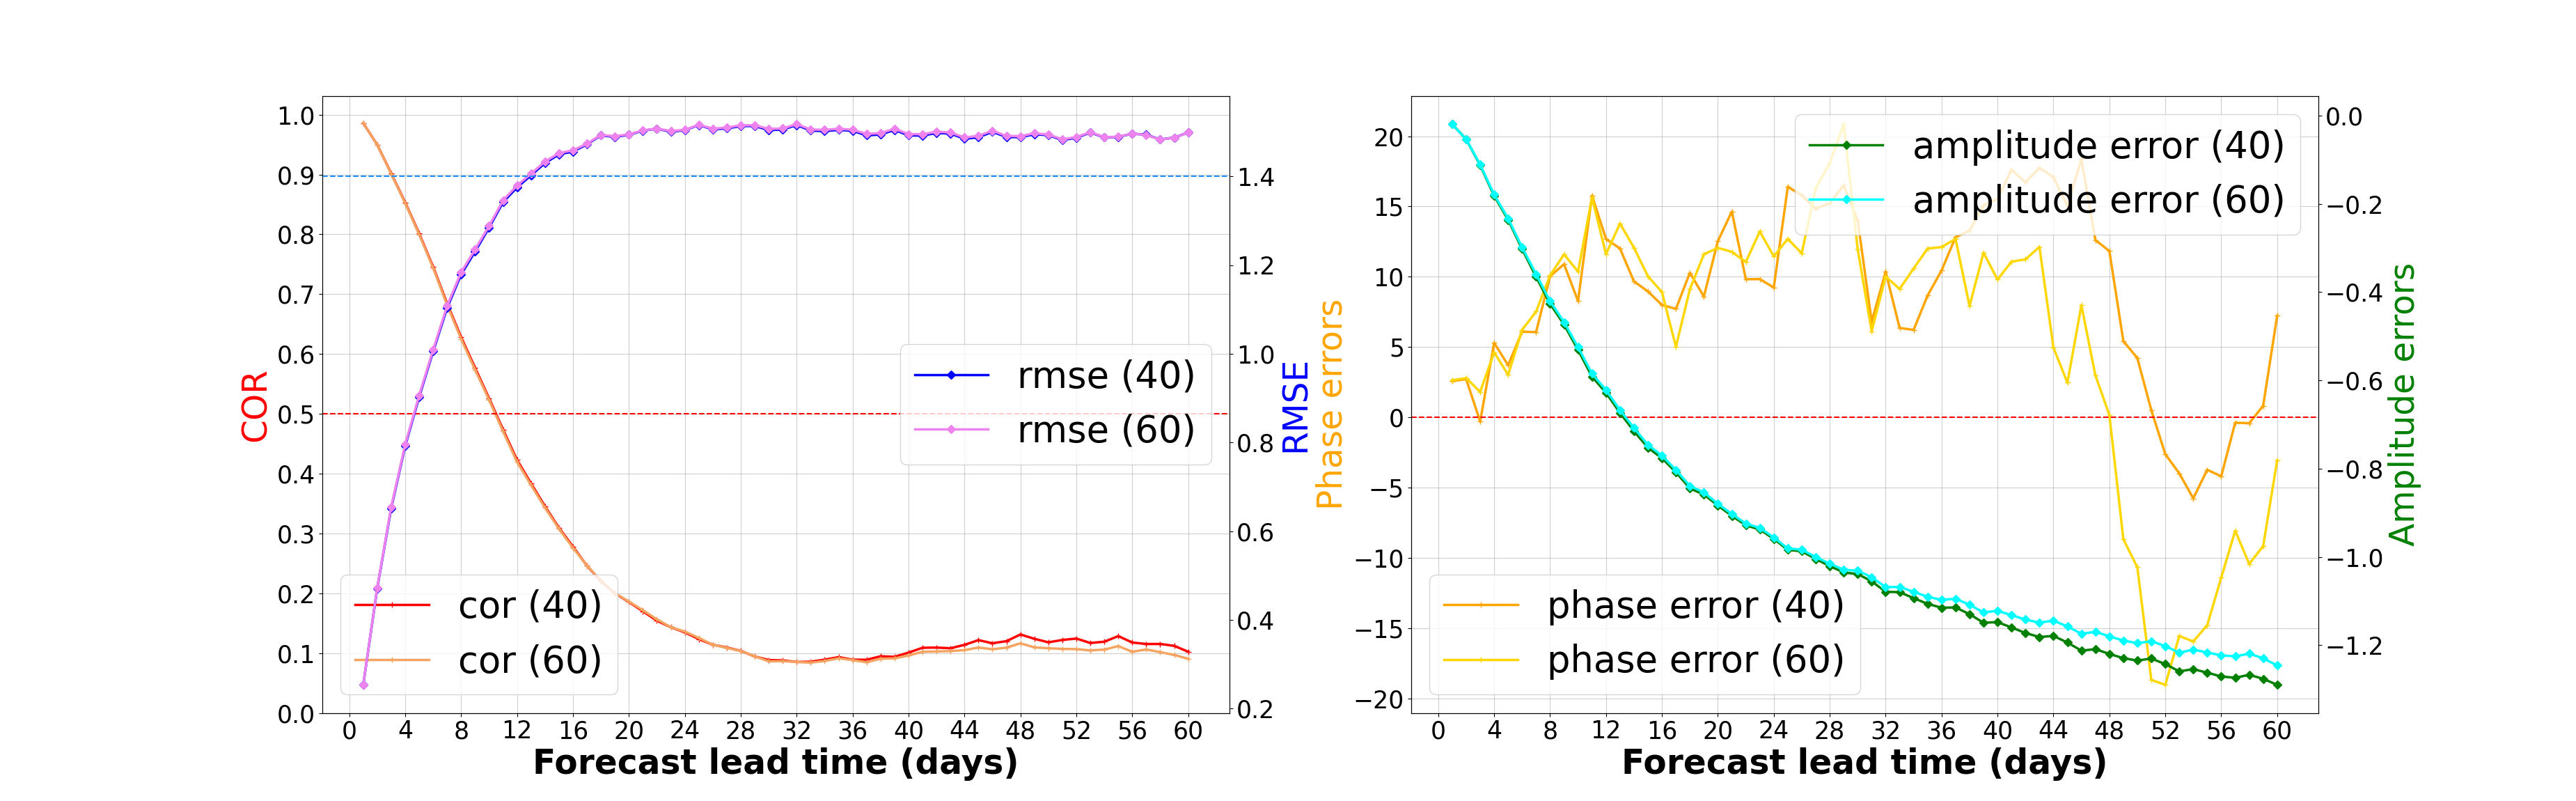 COR
1.0
0.9
0.8
0.7
0.6
0.5
0.4
0.3
0.2
0.1
0.0
0 4 8 12 16 20 24 28 32 36 40 44 48 52 56 60
Forecast lead time (days)
1.4
1.2
1.0
0.8
0.6
0.4
0.2
RMSE
rmse (40)
rmse (60)
cor (40)
cor (60)
Phase errors
20
15
10
5
0
−5
−10
−15
−20
0 4 8 12 16 20 24 28 32 36 40 44 48 52 56 60
Forecast lead time (days)
0.0
−0.2
−0.4
−0.6
−0.8
−1.0
−1.2
Amplitude errors
amplitude error (40)
amplitude error (60)
phase error (40)
phase error (60)